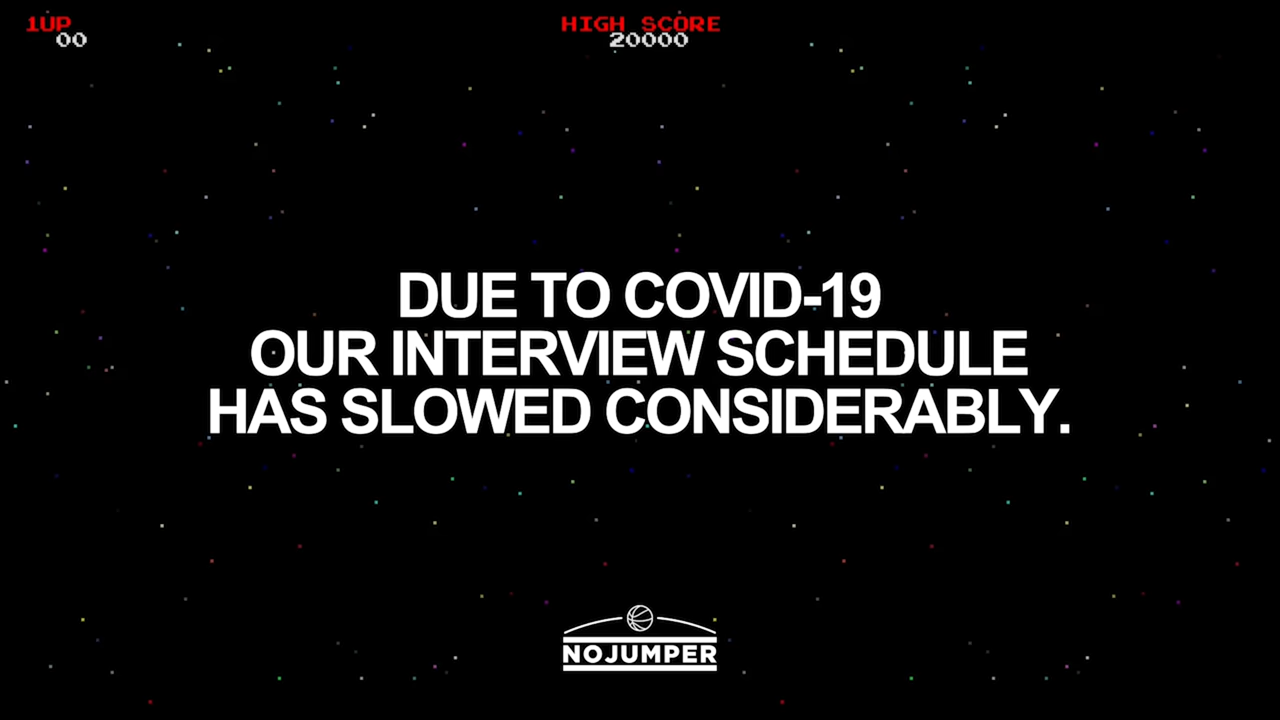 1UP
HIGH SCORE
00
20000
DUE TO COVID-19
OUR INTERVIEW SCHEDULE
HAS SLOWED CONSIDERABLY.
NOJUMPER